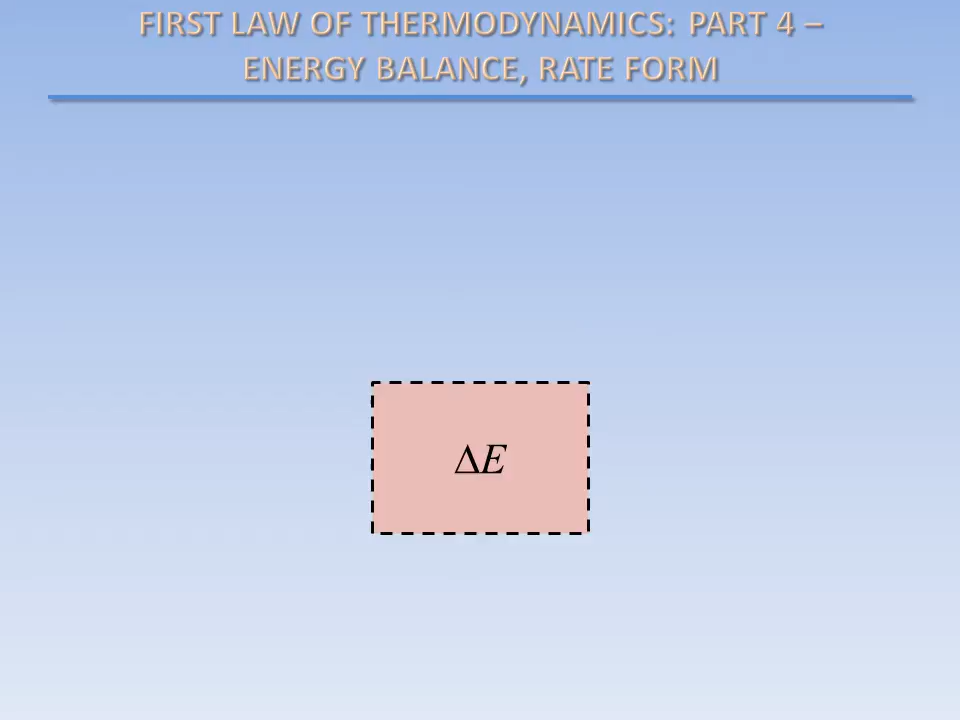 FIRST LAW OF THERMODYNAMICS: PART 4 –
ENERGY BALANCE, RATE FORM
ΔE